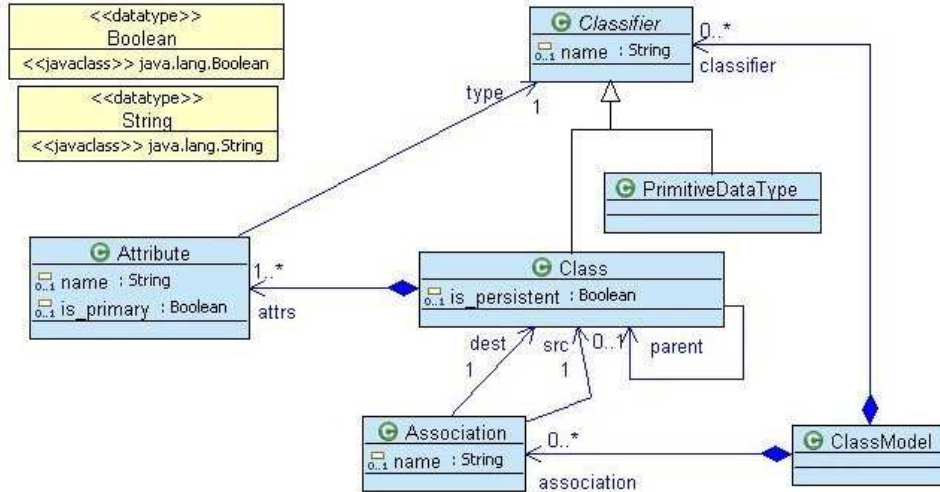 <<datatype>>
Boolean
<<javaclass>> java.lang.Boolean
<<datatype>>
String
<<javaclass>> java.lang.String
C Classifier
0..1 name : String
0..*
classifier
type
1
C PrimitiveDataType
C Attribute
0..1 name : String
0..1 is_primary : Boolean
1..*
attrs
C Class
0..1 is_persistent : Boolean
dest
1
src
1
0..1
parent
C Association
0..1 name : String
0..*
association
C ClassModel